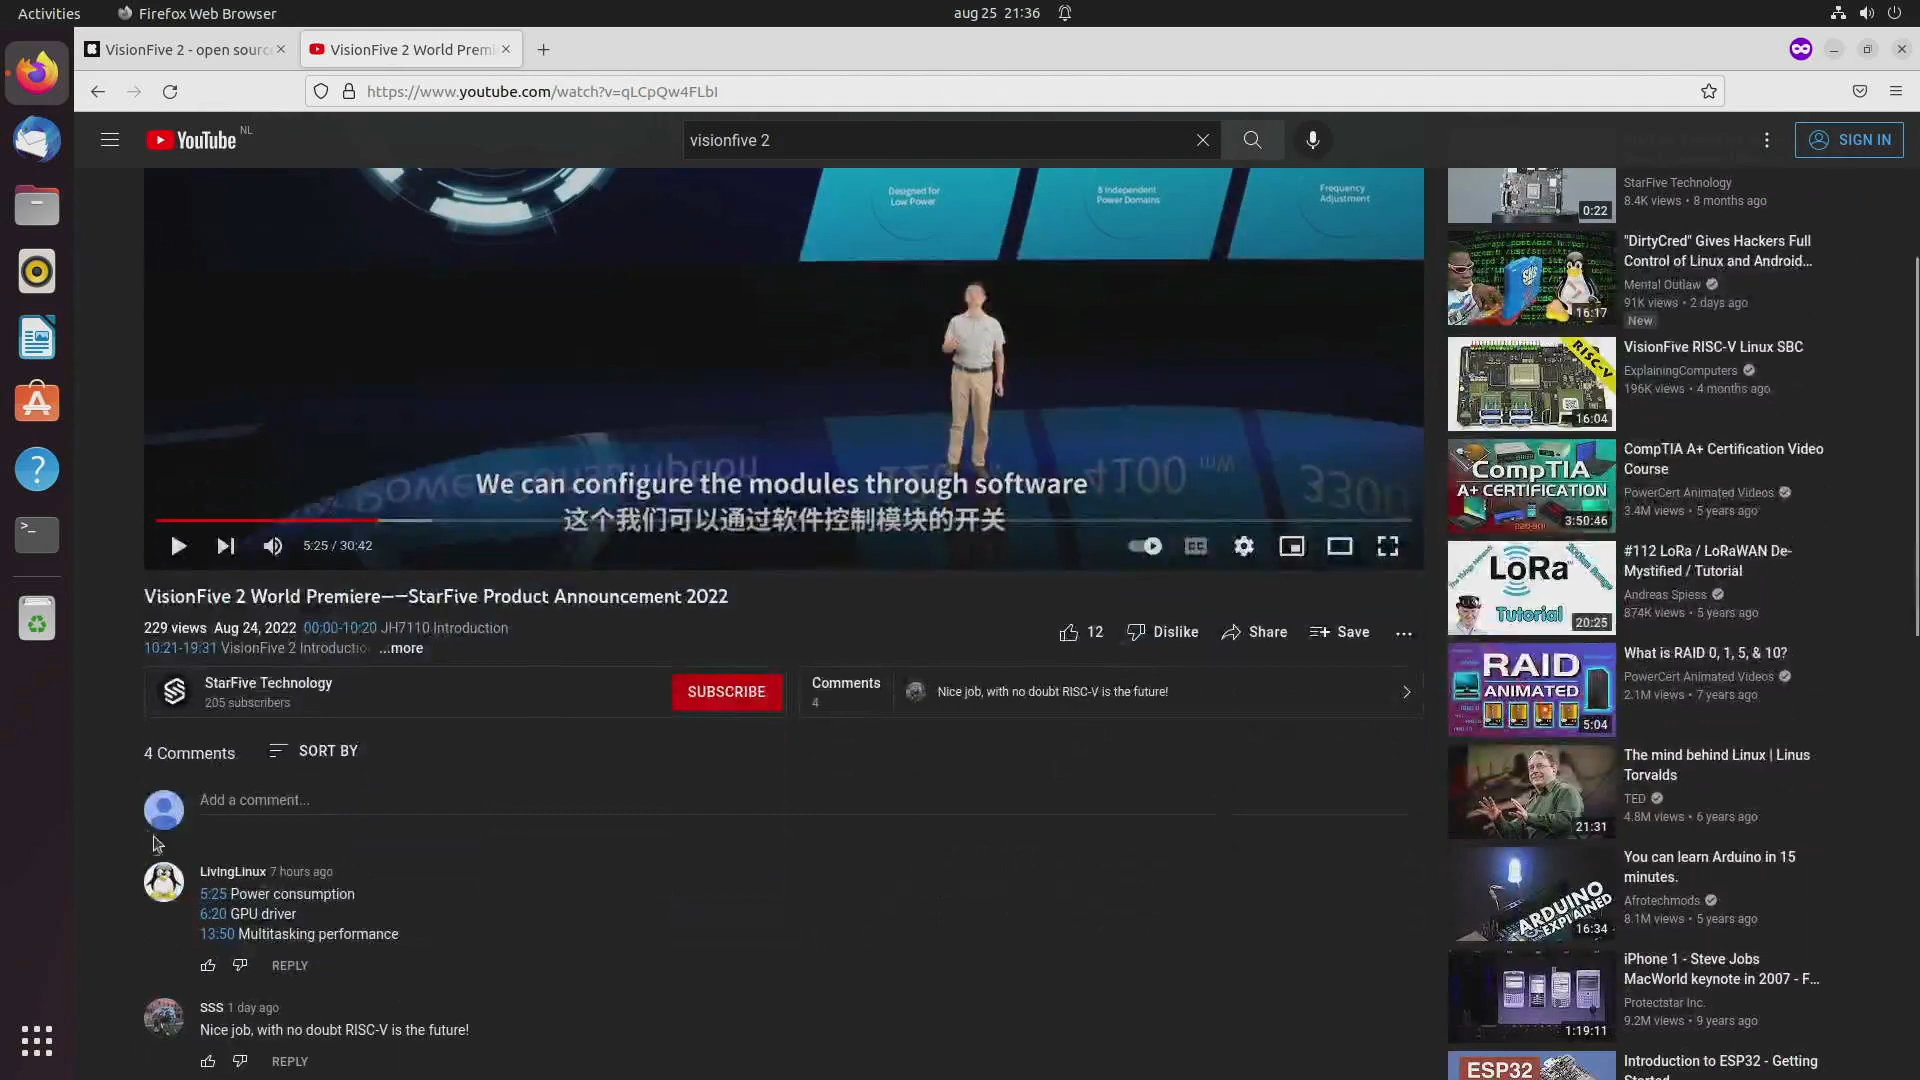 Activities
Firefox Web Browser
aug 25 21:36
VisionFive 2 - open sourc
VisionFive 2 World Premi
https://www.youtube.com/watch?v=qLCpQw4FLbI
YouTube NL
visionfive 2
SIGN IN
Designed for
Low Power
8 Independent
Power Domains
Frequency
Adjustment
We can configure the modules through software
这个我们可以通过软件控制模块的开关
5:25 / 30:42
VisionFive 2 World Premiere——StarFive Product Announcement 2022
229 views Aug 24, 2022 00:00-10:20 JH7110 Introduction
10:21-19:31 VisionFive 2 Introductio ...more
12
Dislike
Share
Save
StarFive Technology
205 subscribers
SUBSCRIBE
Comments
4
Nice job, with no doubt RISC-V is the future!
4 Comments
SORT BY
Add a comment...
LivingLinux 7 hours ago
5:25 Power consumption
6:20 GPU driver
13:50 Multitasking performance
REPLY
SSS 1 day ago
Nice job, with no doubt RISC-V is the future!
REPLY
StarFive Technology
8.4K views • 8 months ago
0:22
"DirtyCred" Gives Hackers Full
Control of Linux and Android...
Mental Outlaw
91K views • 2 days ago
New
16:17
VisionFive RISC-V Linux SBC
ExplainingComputers
196K views • 4 months ago
RISC-V
16:04
CompTIA A+ Certification Video
Course
PowerCert Animated Videos
3.4M views • 5 years ago
CompTIA
A+ CERTIFICATION
3:50:46
#112 LoRa / LoRaWAN De-
Mystified / Tutorial
Andreas Spiess
874K views • 5 years ago
LoRa
Tutorial
20:25
What is RAID 0, 1, 5, & 10?
PowerCert Animated Videos
2.1M views • 7 years ago
RAID
ANIMATED
5:04
The mind behind Linux | Linus
Torvalds
TED
4.8M views • 6 years ago
21:31
You can learn Arduino in 15
minutes.
Afrotechmods
8.1M views • 5 years ago
ARDUINO
EXPLAINED
16:34
iPhone 1 - Steve Jobs
MacWorld keynote in 2007 - F...
Protectstar Inc.
9.2M views • 9 years ago
1:19:11
Introduction to ESP32 - Getting
ESP32